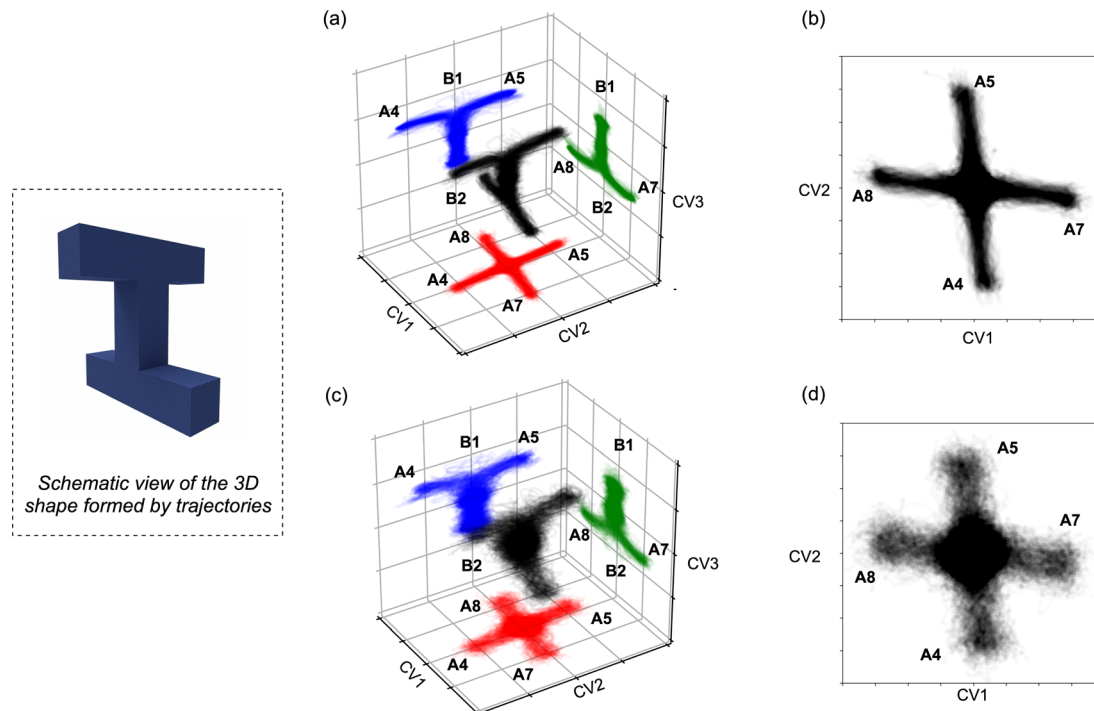 (a)
B1
A5
A4
B1
A8
A7
B2
B2
CV3
A8
A5
A4
A7
CV1
CV2
(b)
A5
CV2
A8
A7
A4
CV1
Schematic view of the 3D
shape formed by trajectories
(c)
B1
A5
A4
B1
A8
A7
B2
B2
CV3
A8
A5
A4
A7
CV1
CV2
(d)
A5
A7
CV2
A8
A4
CV1